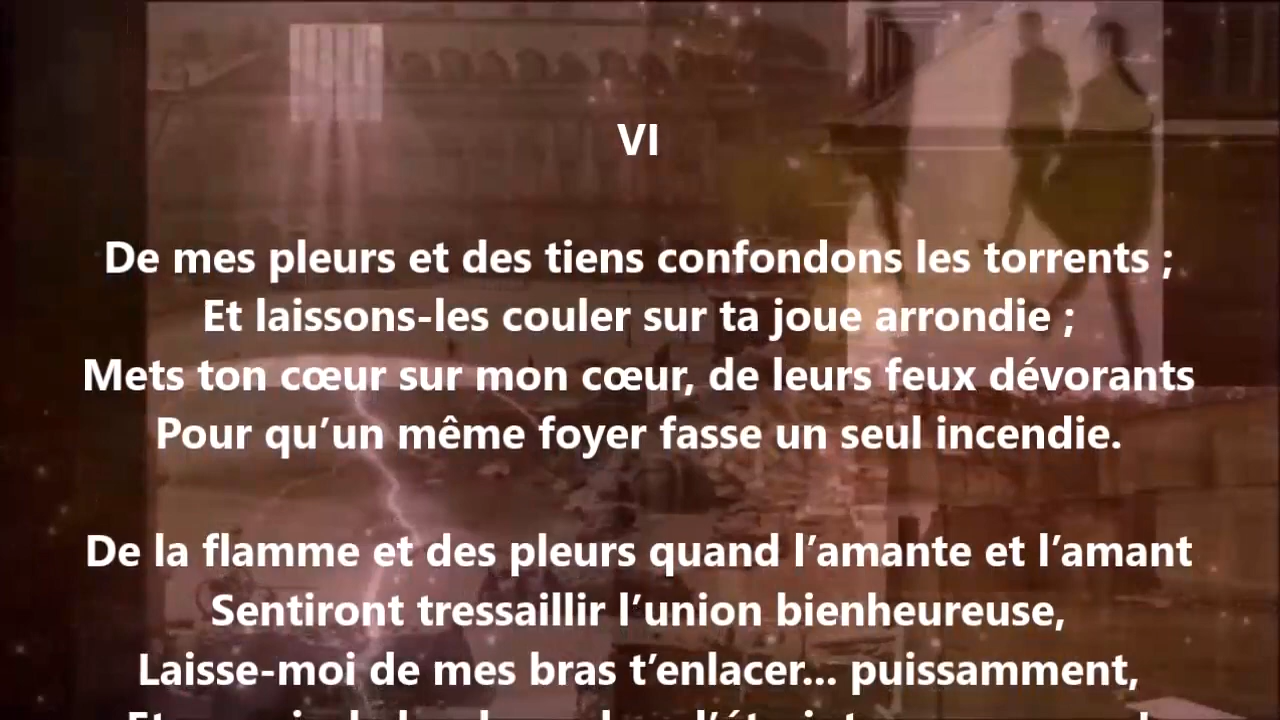 VI
De mes pleurs et des tiens confondons les torrents ;
Et laissons-les couler sur ta joue arrondie ;
Mets ton cœur sur mon cœur, de leurs feux dévorants
Pour qu’un même foyer fasse un seul incendie.
De la flamme et des pleurs quand l’amante et l’amant
Sentiront tressaillir l’union bienheureuse,
Laisse-moi de mes bras t’enlacer... puissamment,